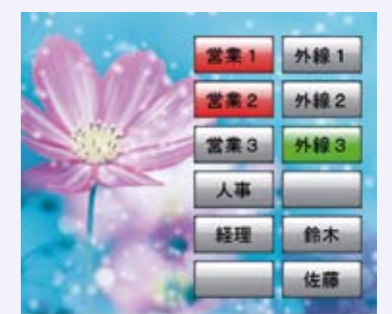 営業1 外線1
営業2 外線2
営業3 外線3
人事
経理 鈴木
佐藤